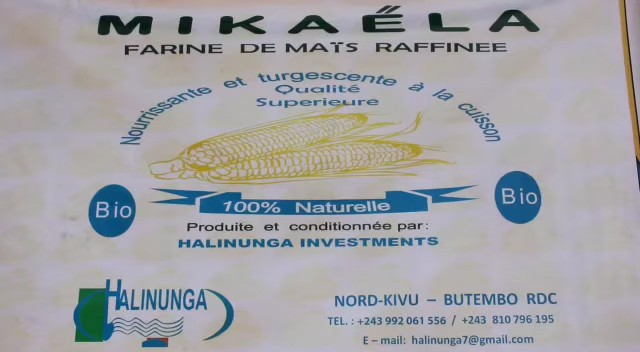 MIKAËLA
FARINE DE MAÏS RAFFINEE
Nourrissante et turgescente à la cuisson
Qualité
Superieure
Bio
100% Naturelle
Bio
Produite et conditionnée par:
HALINUNGA INVESTMENTS
HALINUNGA
NORD-KIVU – BUTEMBO RDC
TEL. : +243 992 061 556 / +243 810 796 195
E – mail: halinunga7@gmail.com